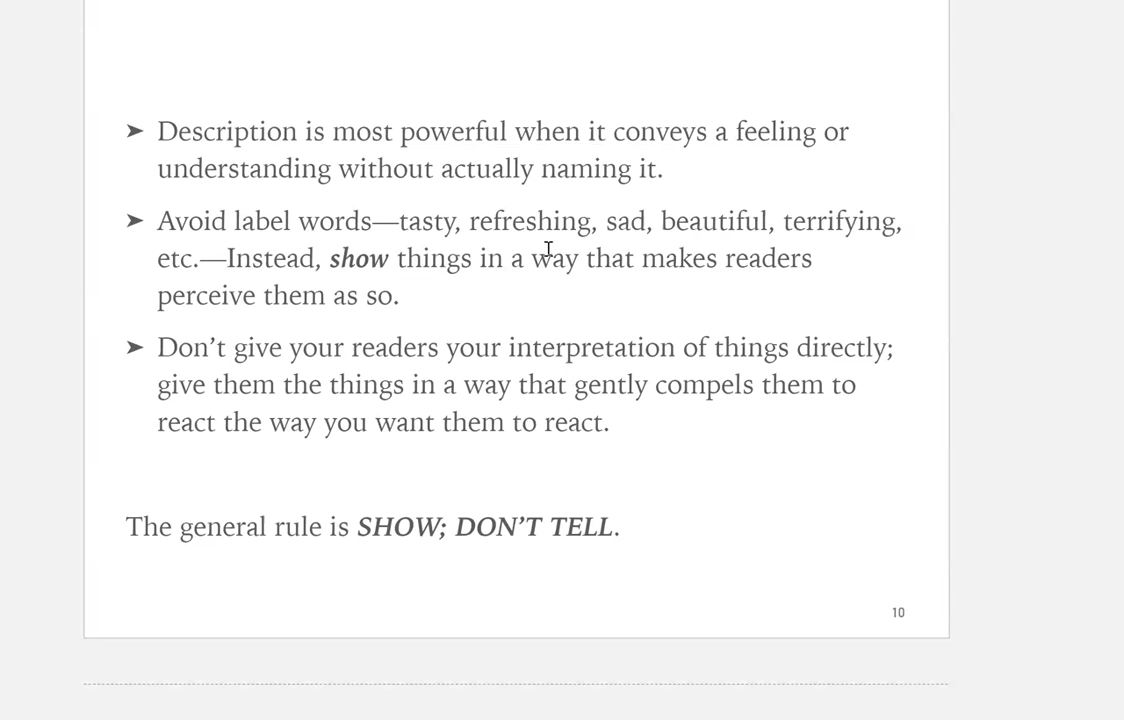 ➤ Description is most powerful when it conveys a feeling or
understanding without actually naming it.
➤ Avoid label words—tasty, refreshing, sad, beautiful, terrifying,
etc.—Instead, show things in a way that makes readers
perceive them as so.
➤ Don’t give your readers your interpretation of things directly;
give them the things in a way that gently compels them to
react the way you want them to react.
The general rule is SHOW; DON’T TELL.
10